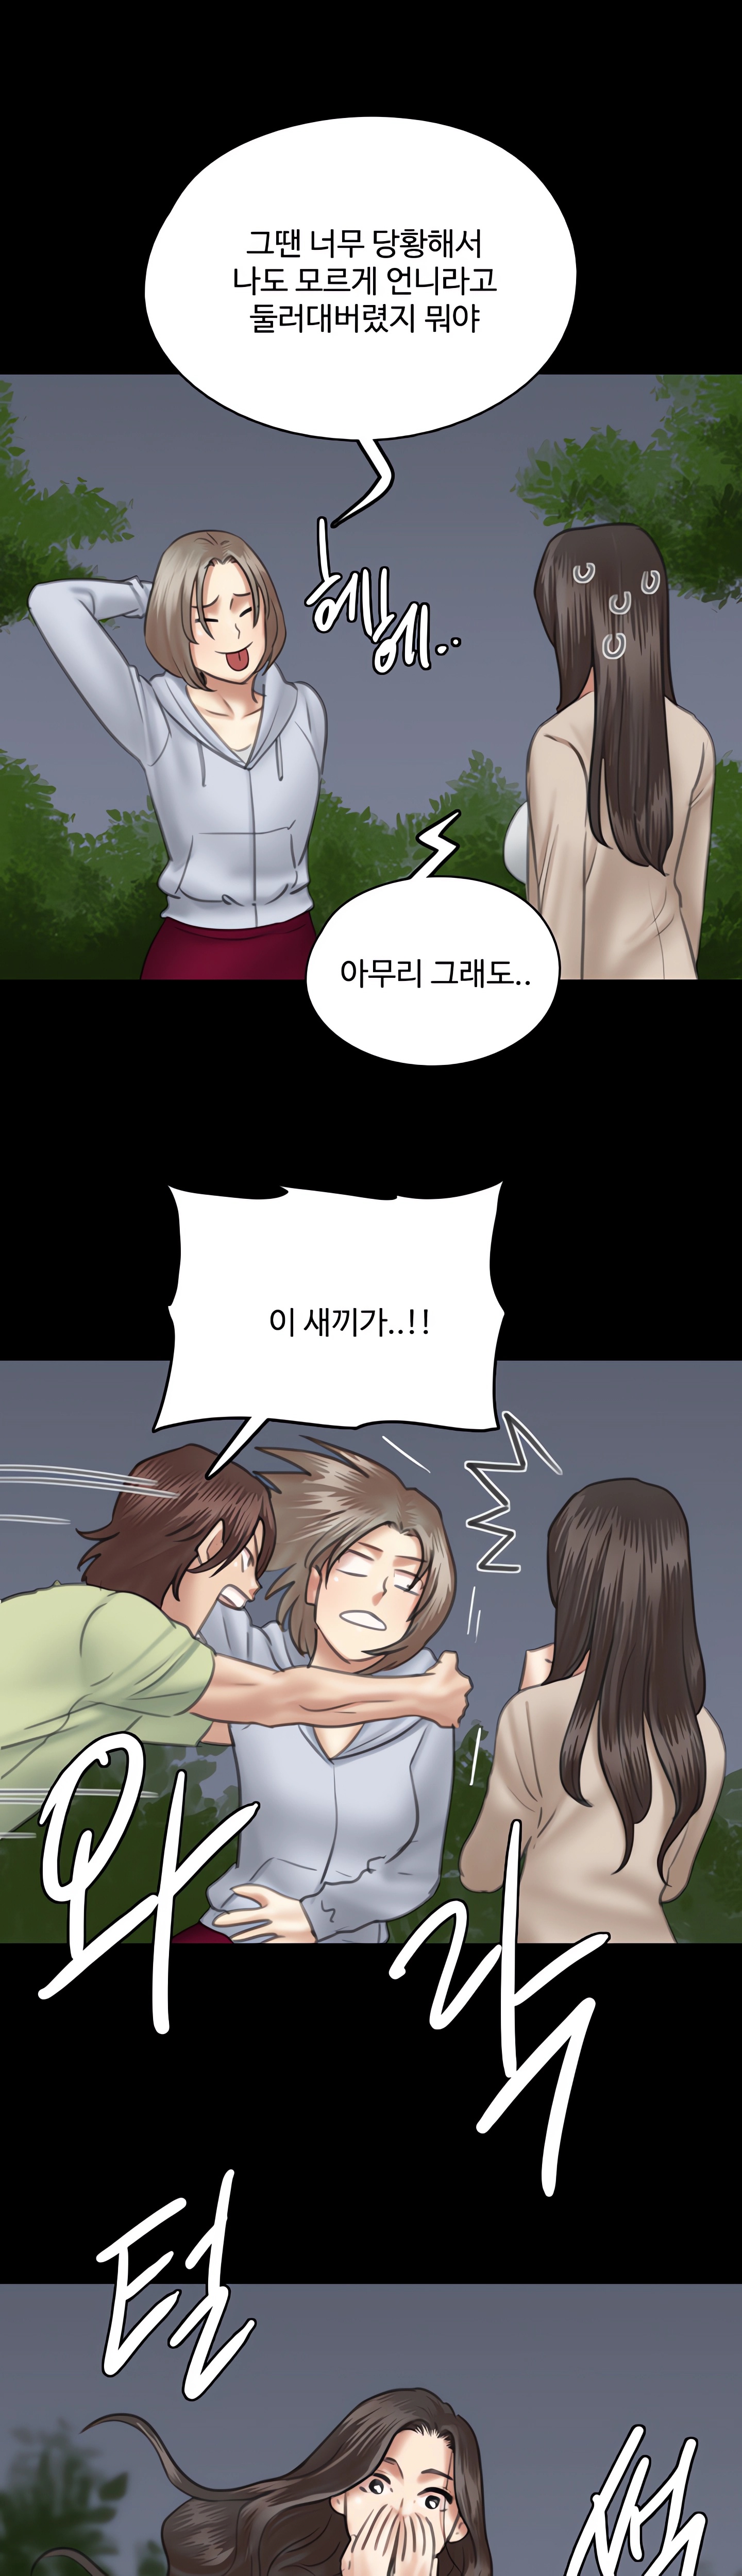 그땐 너무 당황해서
나도 모르게 언니라고
둘러대버렸지 뭐야
헤헤..
아무리 그래도..
이 새끼가..!!
와락
털썩